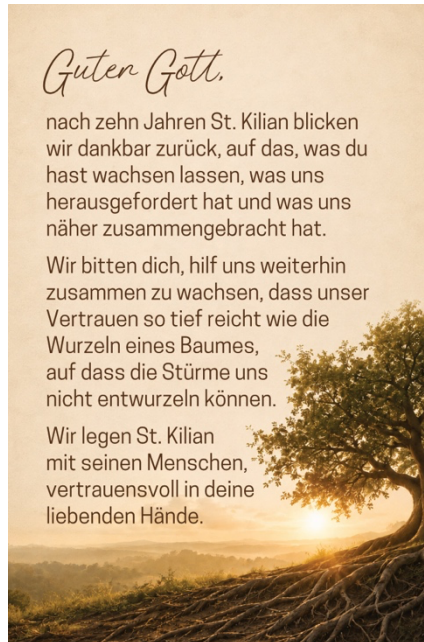 Guter Gott,
nach zehn Jahren St. Kilian blicken
wir dankbar zurück, auf das, was du
hast wachsen lassen, was uns
herausgefordert hat und was uns
näher zusammengebracht hat.
Wir bitten dich, hilf uns weiterhin
zusammen zu wachsen, dass unser
Vertrauen so tief reicht wie die
Wurzeln eines Baumes,
auf dass die Stürme uns
nicht entwurzeln können.
Wir legen St. Kilian
mit seinen Menschen,
vertrauensvoll in deine
liebenden Hände.